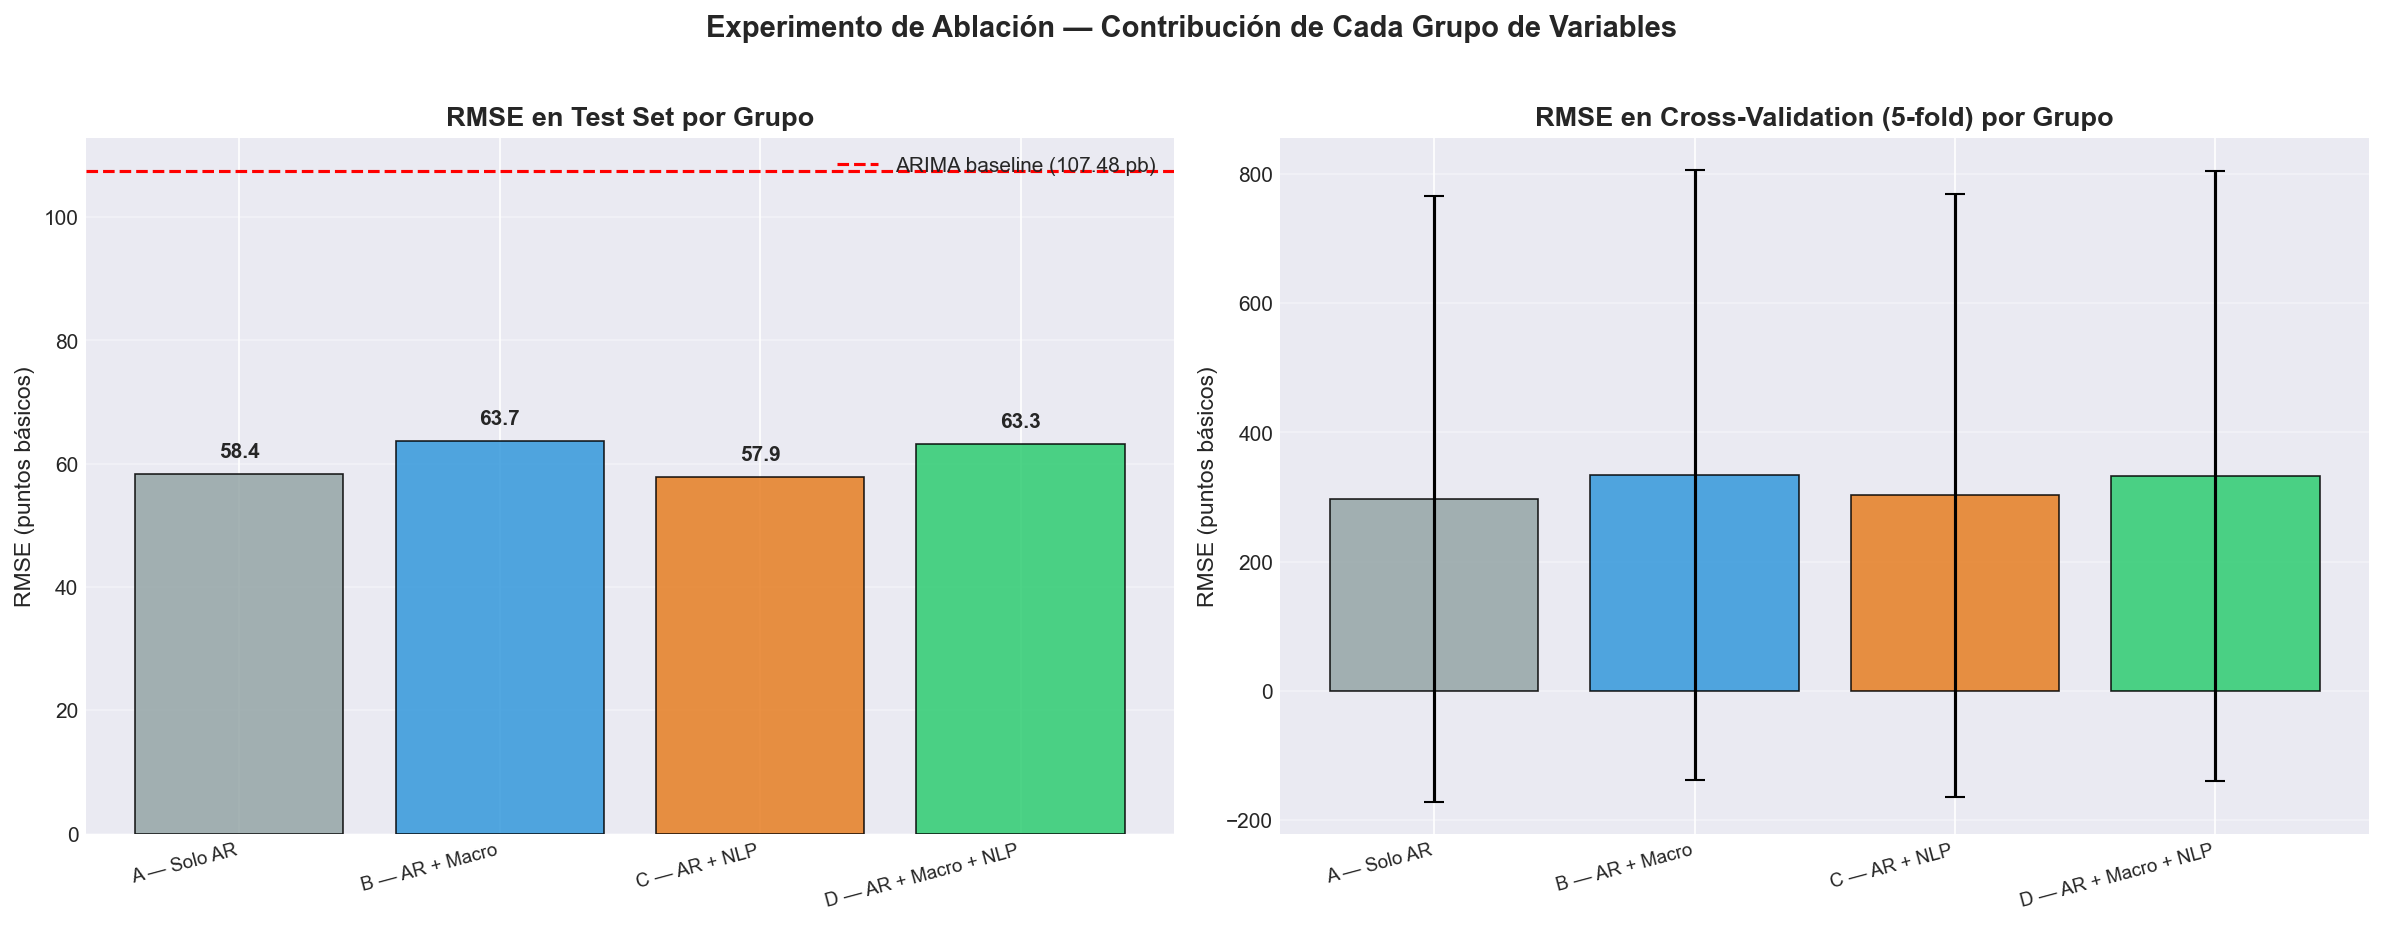 Experimento de Ablación — Contribución de Cada Grupo de Variables
RMSE en Test Set por Grupo
ARIMA baseline (107.48 pb)
RMSE (puntos básicos)
100
80
60
40
20
0
58.4
63.7
57.9
63.3
A — Solo AR
B — AR + Macro
C — AR + NLP
D — AR + Macro + NLP
RMSE en Cross-Validation (5-fold) por Grupo
RMSE (puntos básicos)
800
600
400
200
0
−200
A — Solo AR
B — AR + Macro
C — AR + NLP
D — AR + Macro + NLP